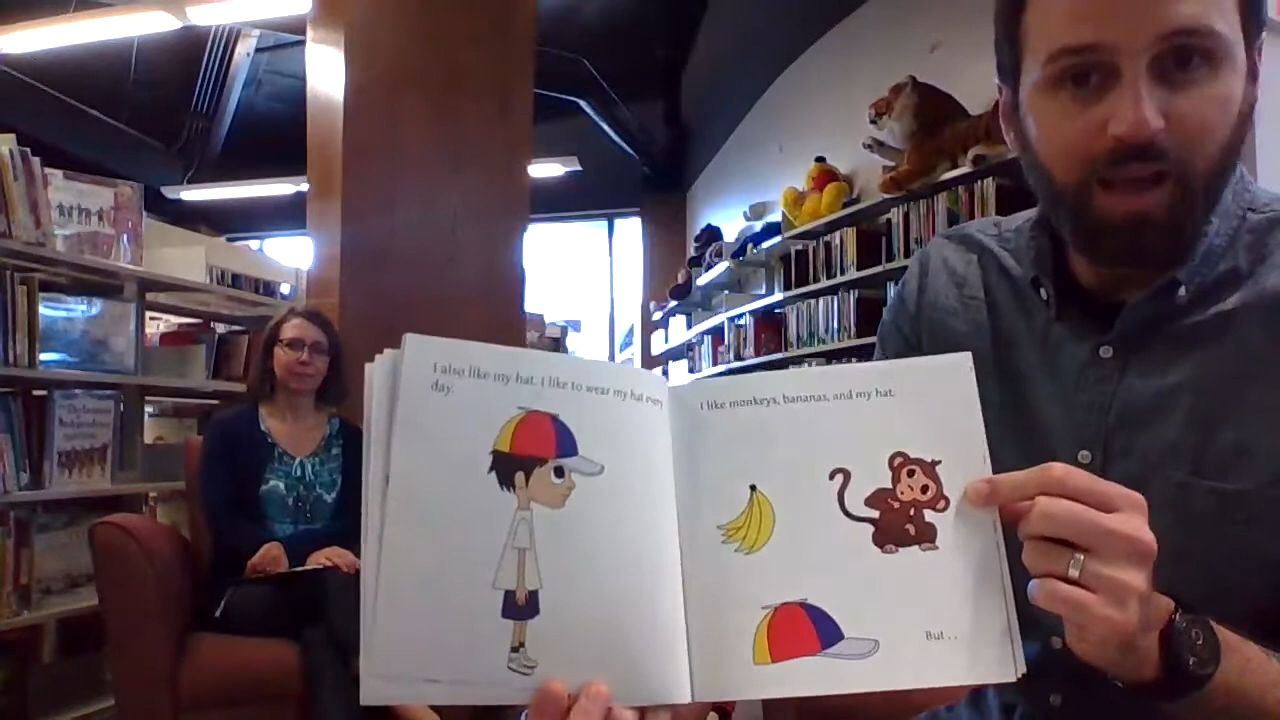 I also like my hat. I like to wear my hat every
day.
I like monkeys, bananas, and my hat.
But . .